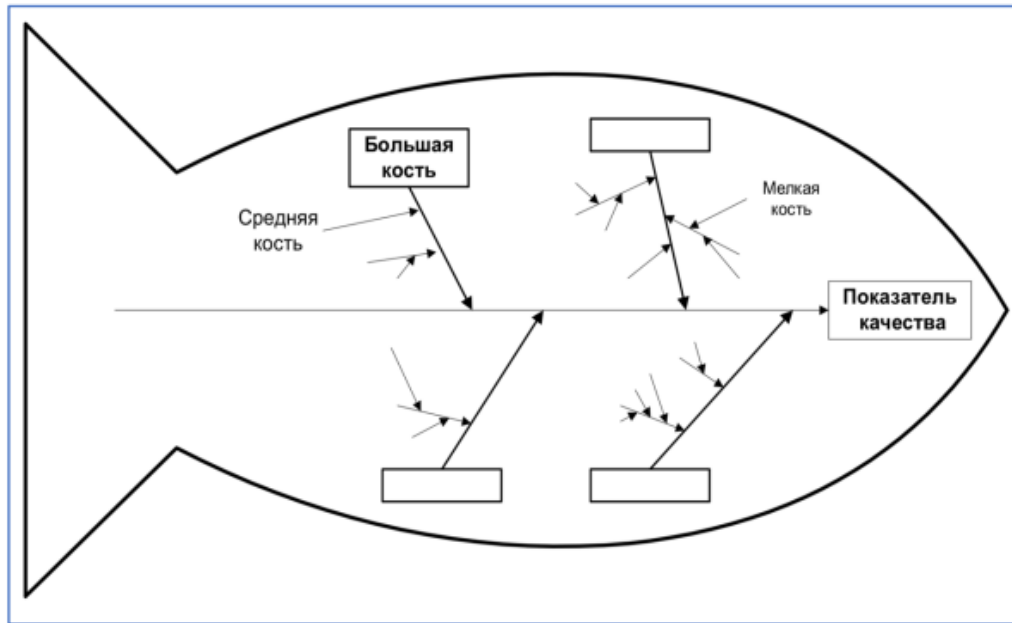 Большая
кость
Средняя
кость
Мелкая
кость
Показатель
качества